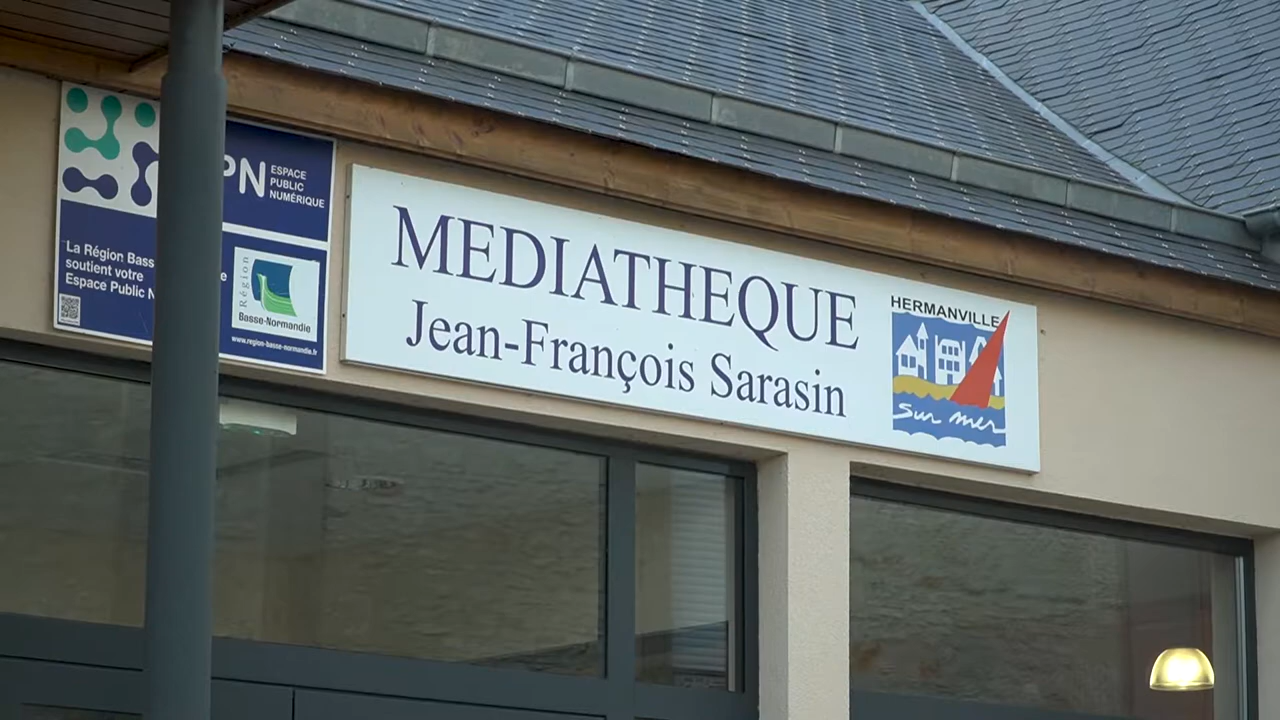 PN
ESPACE
PUBLIC
NUMÉRIQUE
La Région Bass
soutient votre
Espace Public N
Région
Basse-Normandie
www.region-basse-normandie.fr
MEDIATHEQUE
Jean-François Sarasin
HERMANVILLE
sur mer